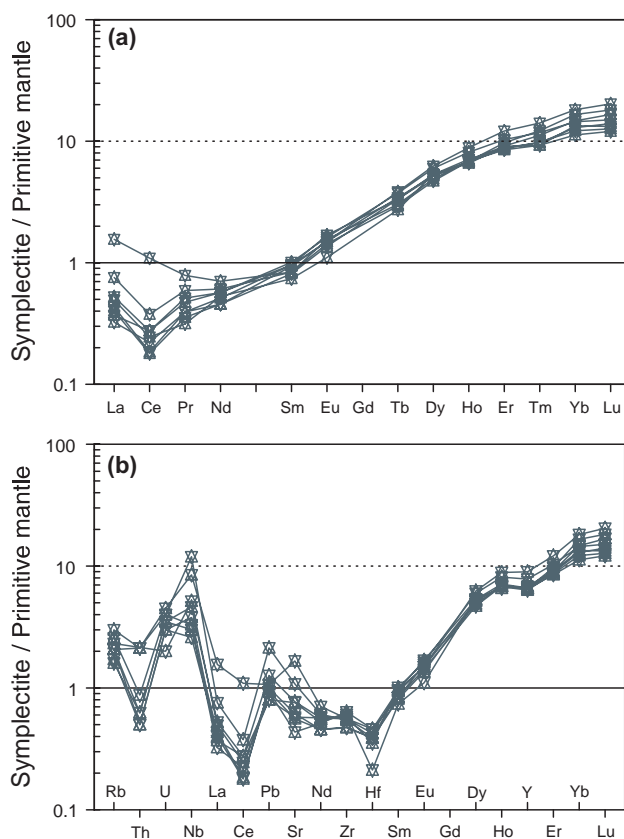 (a)
100
10
1
0.1
Symplectite / Primitive mantle
La Ce Pr Nd Sm Eu Gd Tb Dy Ho Er Tm Yb Lu
(b)
100
10
1
0.1
Symplectite / Primitive mantle
Rb U La Pb Nd Hf Eu Dy Y Yb
Th Nb Ce Sr Zr Sm Gd Ho Er Lu